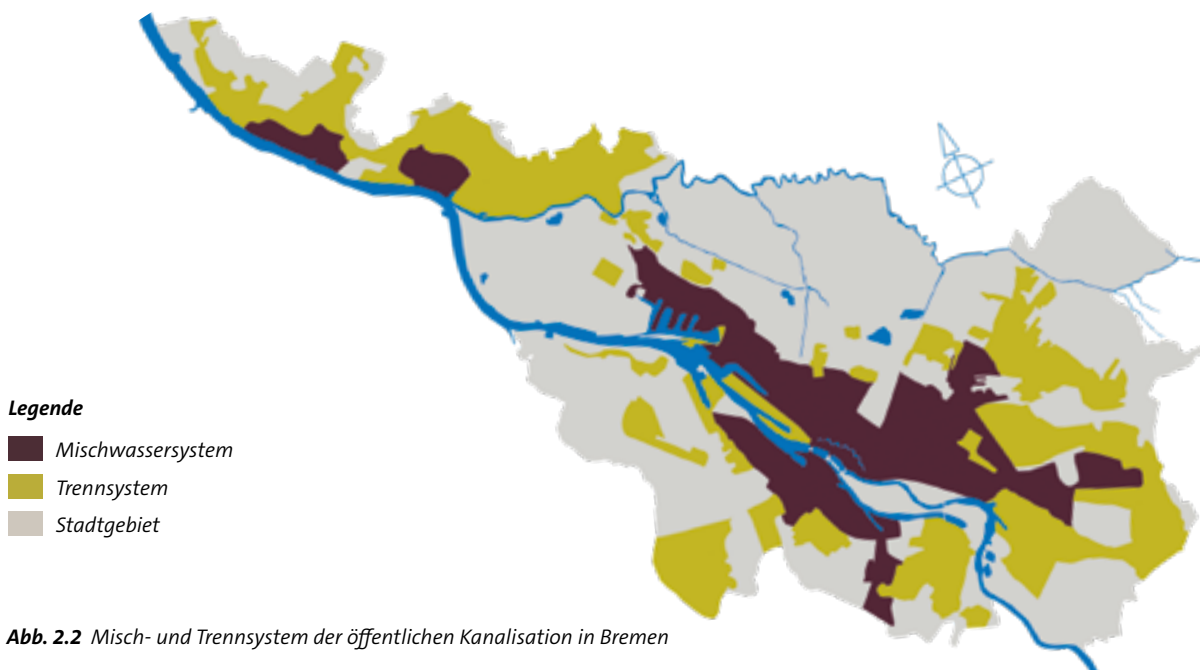 Legende
Mischwassersystem
Trennsystem
Stadtgebiet
Abb. 2.2 Misch- und Trennsystem der öffentlichen Kanalisation in Bremen